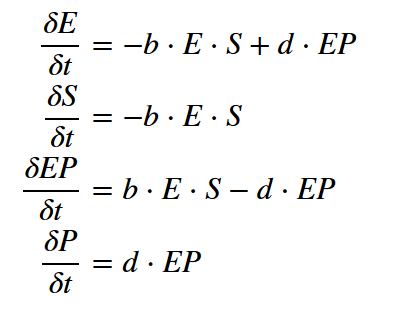 δE/δt = −b · E · S + d · EP
δS/δt = −b · E · S
δEP/δt = b · E · S − d · EP
δP/δt = d · EP